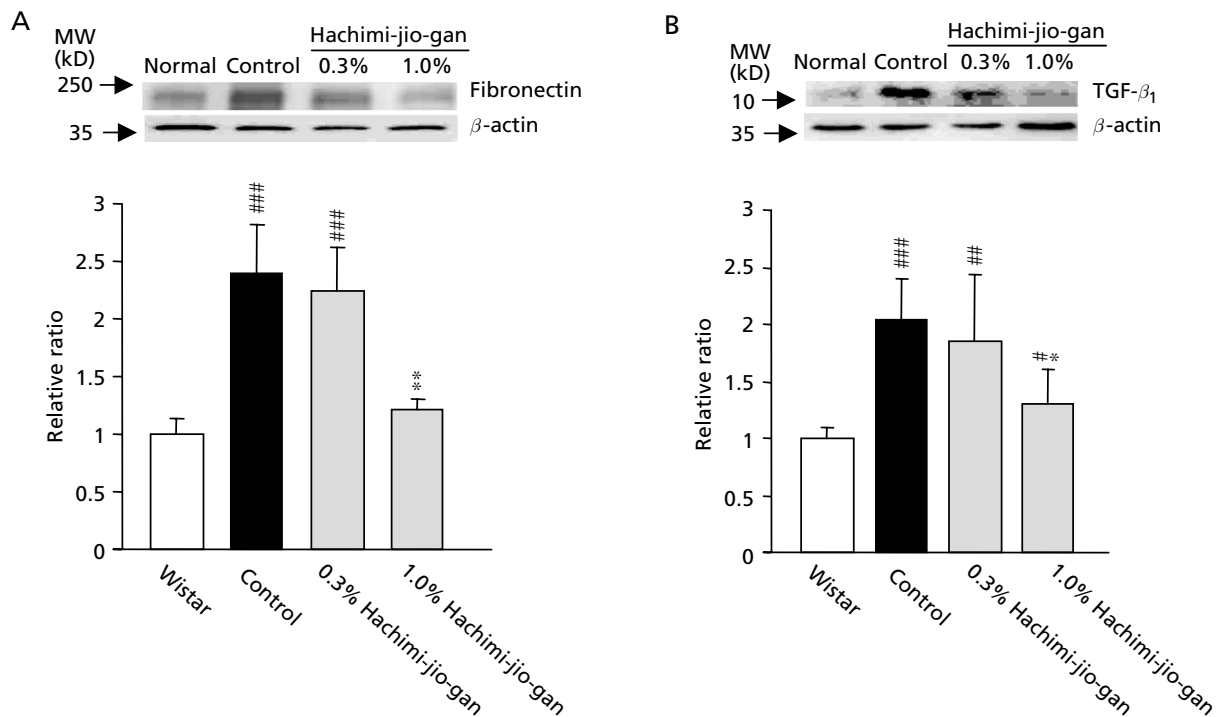 A
MW
(kD)
Hachimi-jio-gan
Normal Control 0.3% 1.0%
250
Fibronectin
35
β-actin
3
2.5
2
1.5
1
0.5
0
Relative ratio
###
###
**
Wistar
Control
0.3% Hachimi-jio-gan
1.0% Hachimi-jio-gan
B
MW
(kD)
Hachimi-jio-gan
Normal Control 0.3% 1.0%
10
TGF-β₁
35
β-actin
3
2.5
2
1.5
1
0.5
0
Relative ratio
###
##
#*
Wistar
Control
0.3% Hachimi-jio-gan
1.0% Hachimi-jio-gan